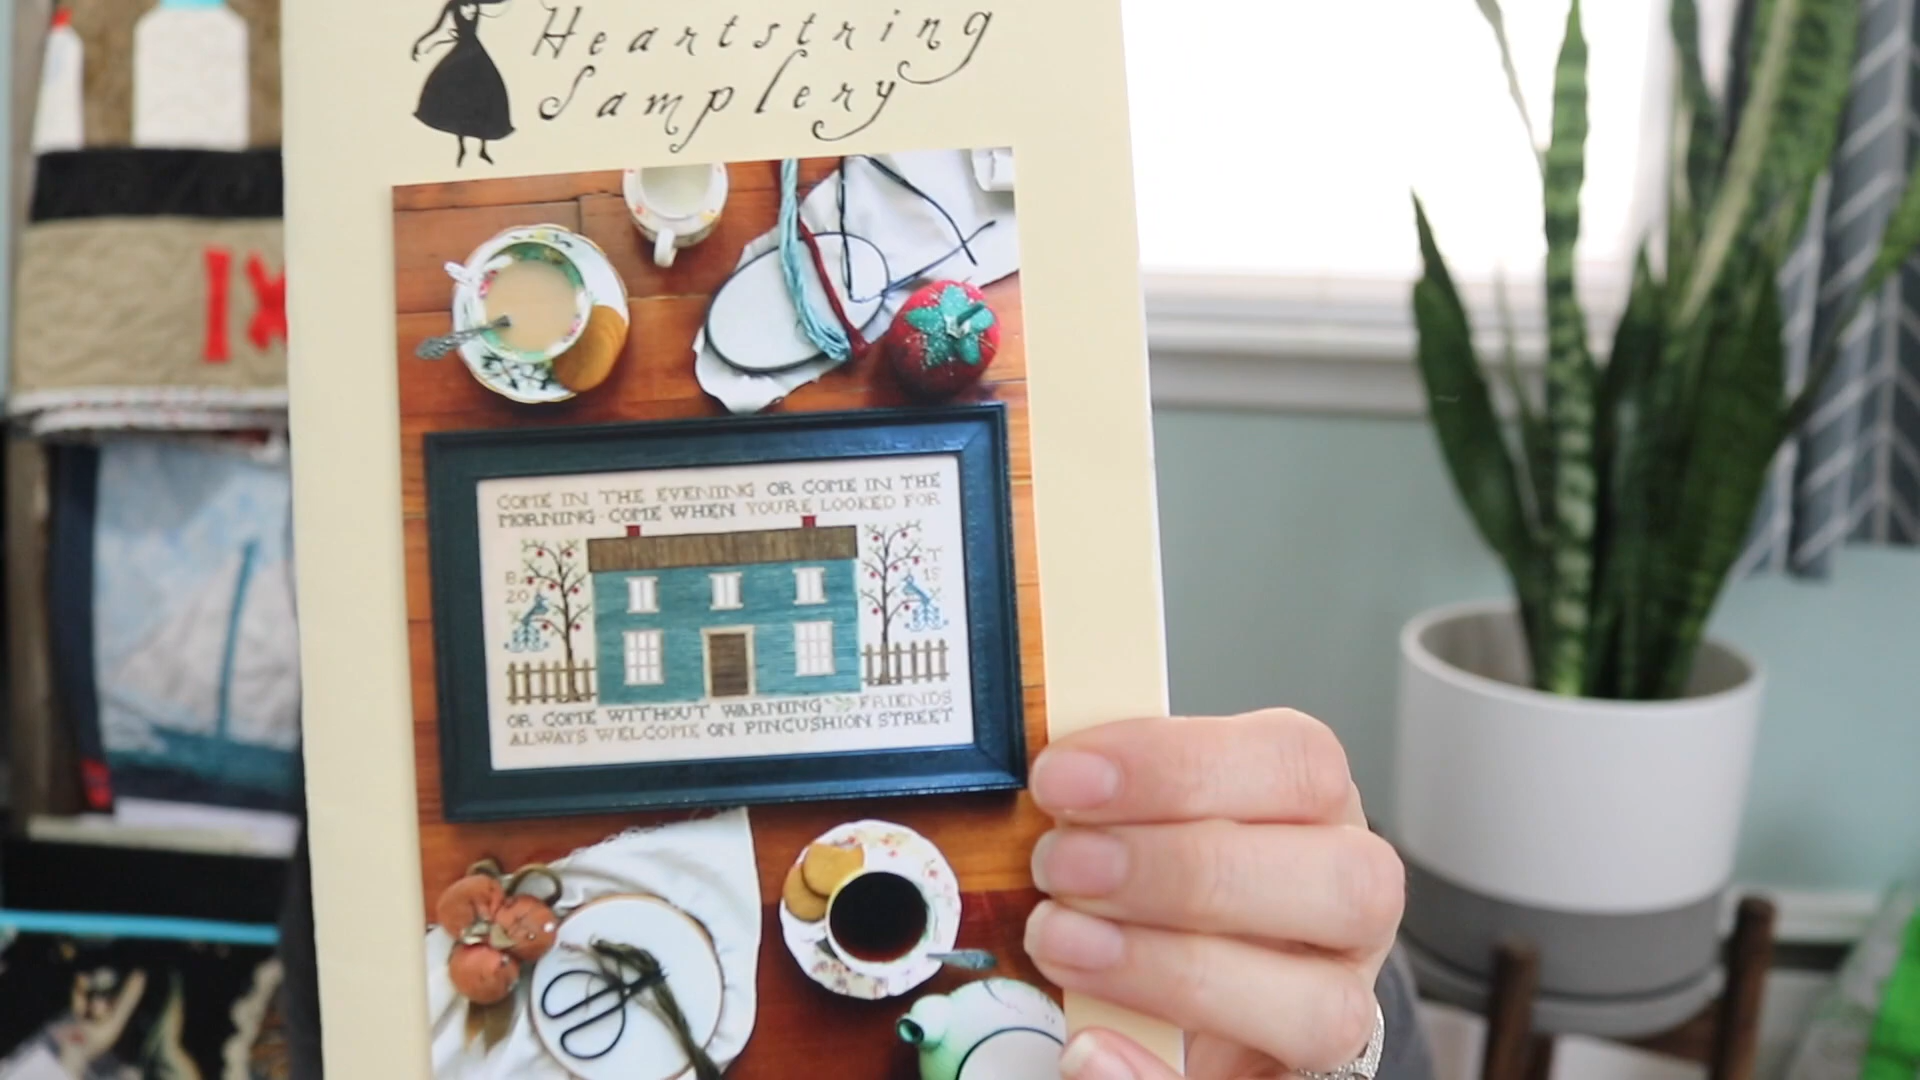 Heartstring
Samplery
IX
COME IN THE EVENING OR COME IN THE
MORNING - COME WHEN YOU'RE LOOKED FOR
B T
20 15
OR COME WITHOUT WARNING FRIENDS
ALWAYS WELCOME ON PINCUSHION STREET